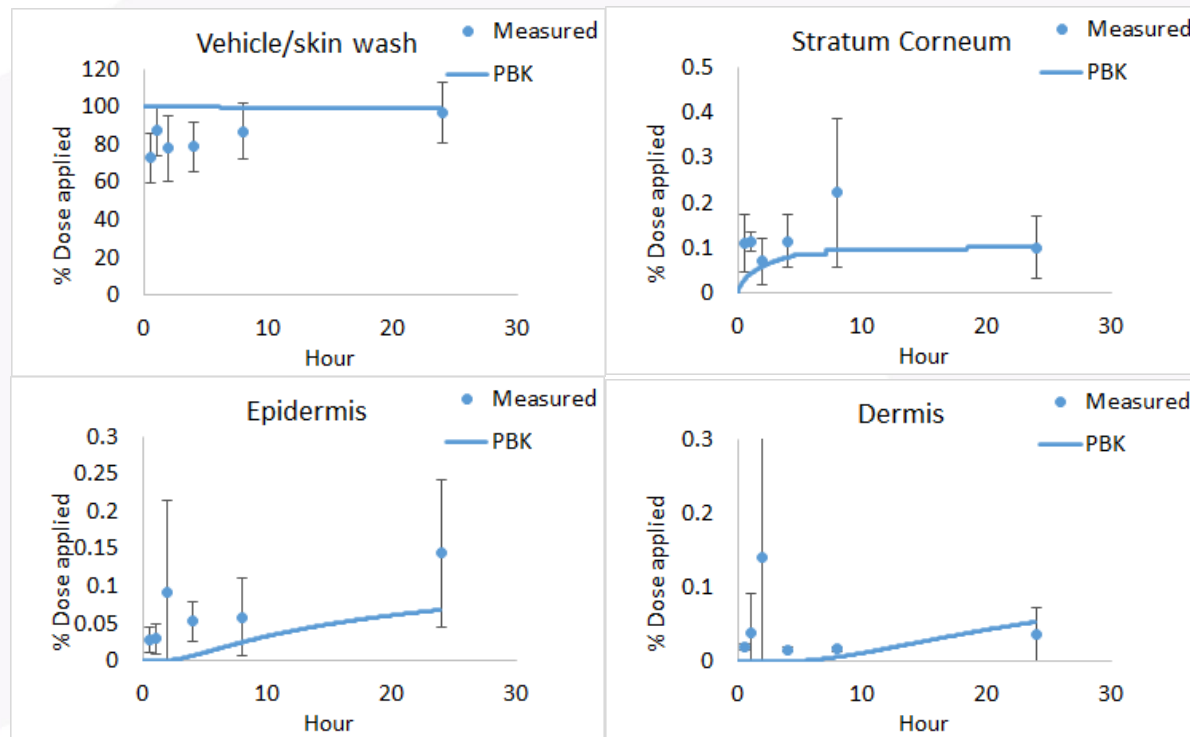 Vehicle/skin wash
Measured
PBK
% Dose applied
120
100
80
60
40
20
0
0 10 20 30
Hour
Stratum Corneum
Measured
PBK
% Dose applied
0.5
0.4
0.3
0.2
0.1
0
0 10 20 30
Hour
Epidermis
Measured
PBK
% Dose applied
0.3
0.25
0.2
0.15
0.1
0.05
0
0 10 20 30
Hour
Dermis
Measured
PBK
% Dose applied
0.3
0.2
0.1
0
0 10 20 30
Hour